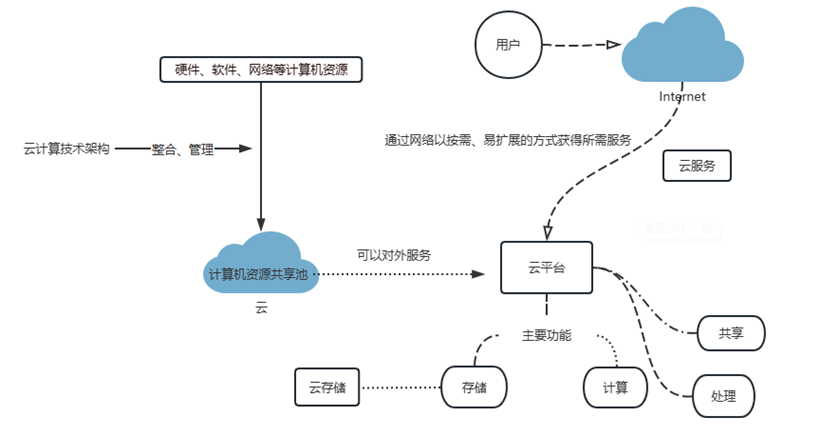 用户
Internet
硬件、软件、网络等计算机资源
云计算技术架构
整合、管理
通过网络以按需、易扩展的方式获得所需服务
云服务
计算机资源共享池
云
可以对外服务
云平台
主要功能
共享
云存储
存储
计算
处理